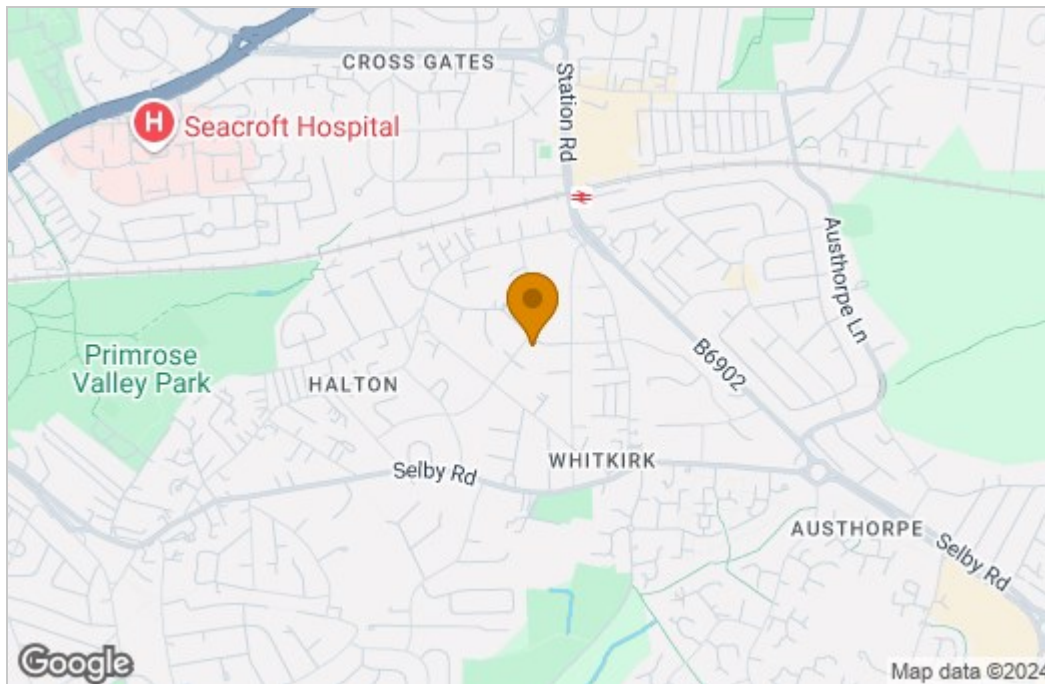 CROSS GATES
Station Rd
H
Seacroft Hospital
Austhorpe Ln
Primrose
Valley Park
HALTON
B6902
WHITKIRK
Selby Rd
AUSTHORPE
Selby Rd
Google
Map data ©2024